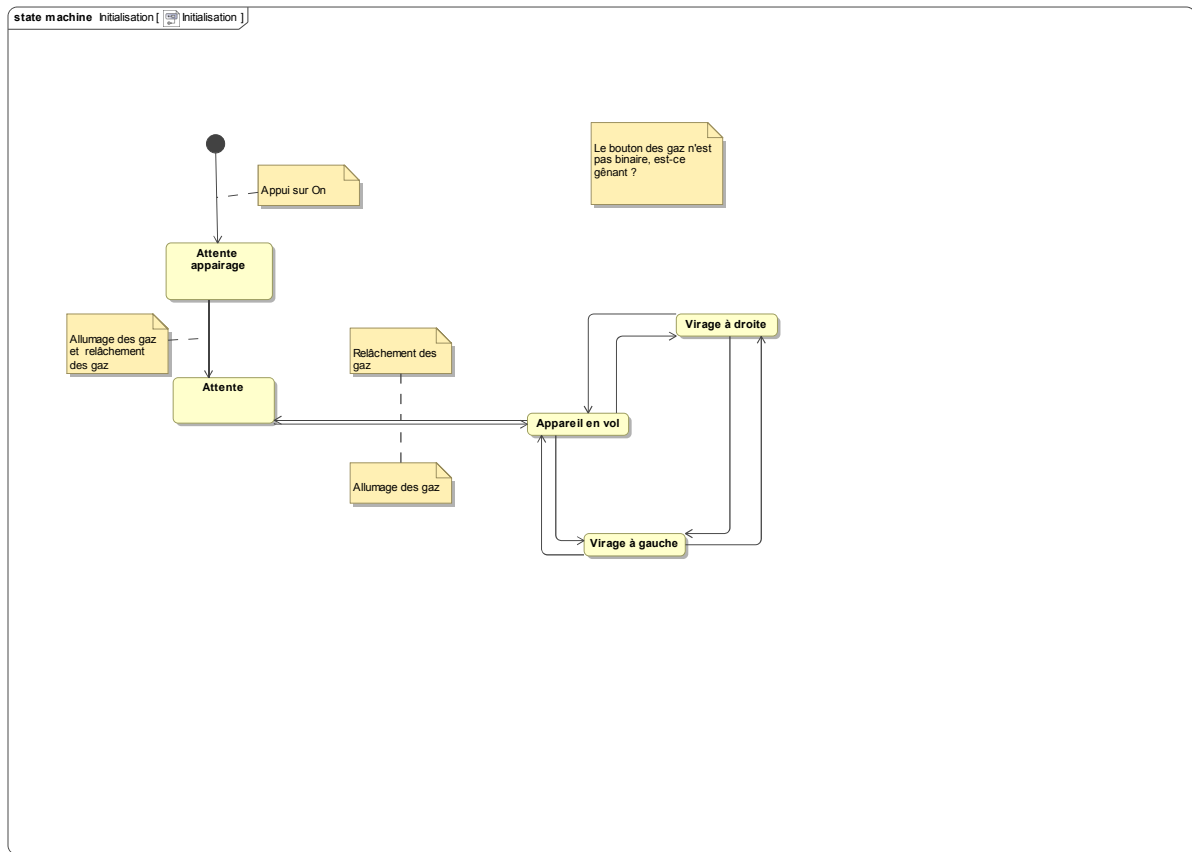 state machine Initialisation [ Initialisation ]
Le bouton des gaz n'est
pas binaire, est-ce
gênant ?
Appui sur On
Attente
appairage
Allumage des gaz
et relâchement
des gaz
Relâchement des
gaz
Virage à droite
Attente
Appareil en vol
Allumage des gaz
Virage à gauche